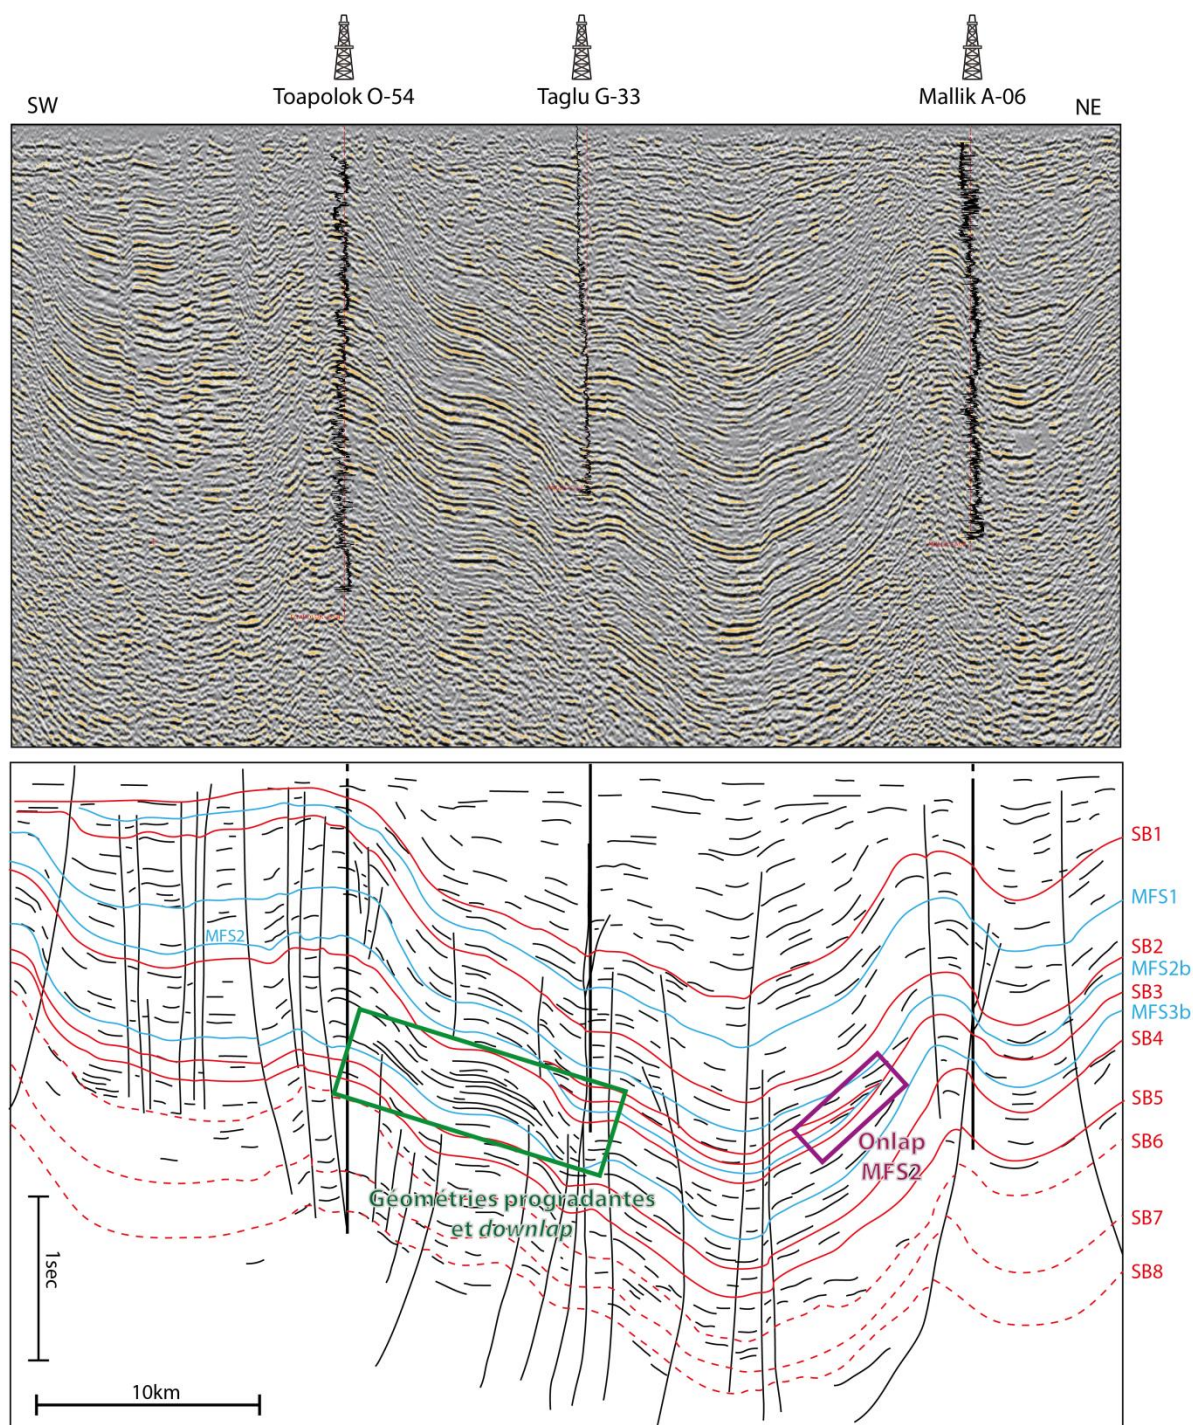 Toapolok O-54
Taglu G-33
Mallik A-06
SW
NE
SB1
MFS1
MFS2
SB2
MFS2b
SB3
MFS3b
SB4
SB5
SB6
SB7
SB8
Onlap
MFS2
Géométries progradantes
et downlap
1sec
10km